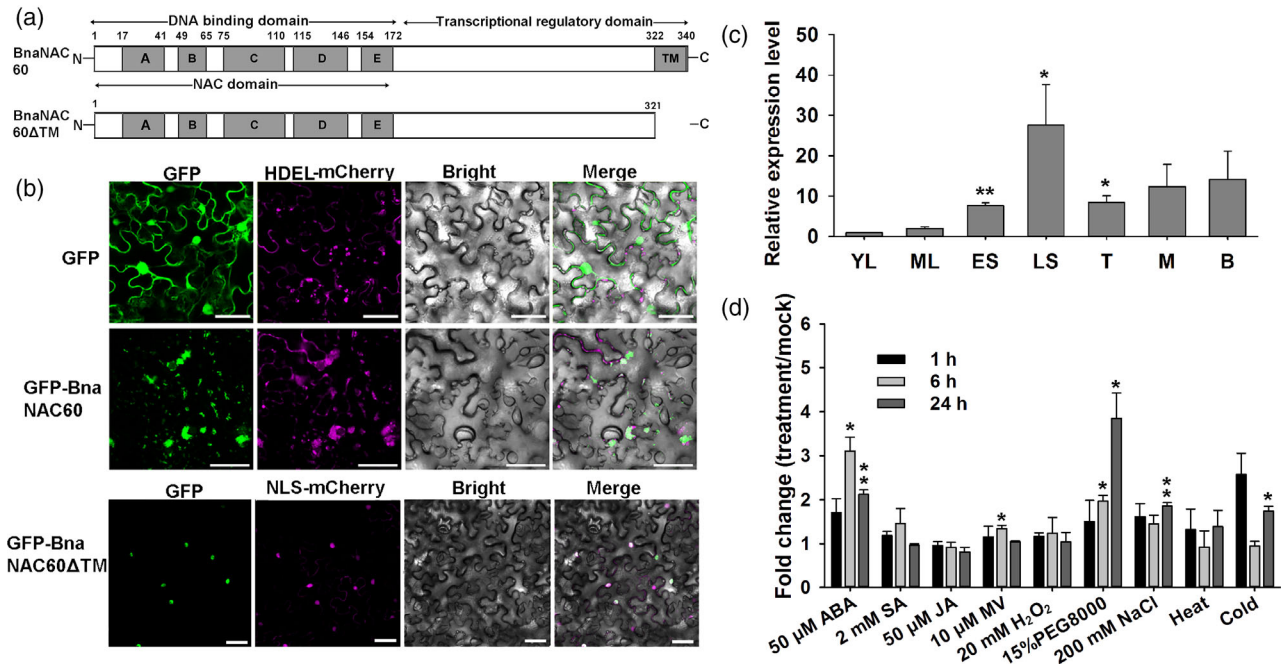 (a)
DNA binding domain Transcriptional regulatory domain
1 17 41 49 65 75 110 115 146 154 172 322 340
BnaNAC 60 N A B C D E TM C
NAC domain
1 321
BnaNAC 60ΔTM N A B C D E C
(b)
GFP HDEL-mCherry Bright Merge
GFP
GFP-Bna NAC60
GFP NLS-mCherry Bright Merge
GFP-Bna NAC60ΔTM
(c)
Relative expression level
50
40
30
20
10
0
** * *
YL ML ES LS T M B
(d)
Fold change (treatment/mock)
6
5
4
3
2
1
0
1 h
6 h
24 h
* ** * * * ** *
50 µM ABA 2 mM SA 50 µM JA 10 µM MV 20 mM H₂O₂ 15%PEG8000 200 mM NaCl Heat Cold